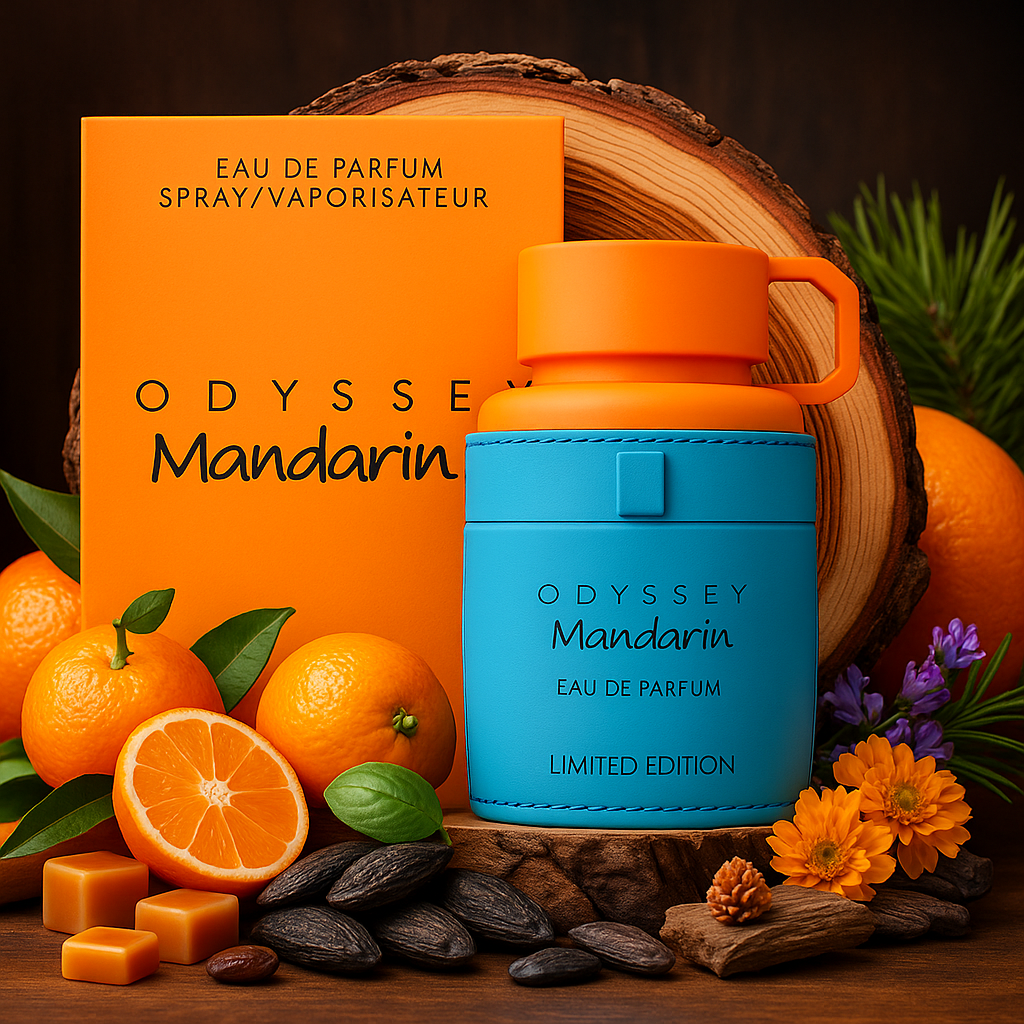 EAU DE PARFUM
SPRAY/VAPORISATEUR
ODYSSEY
Mandarin
ODYSSEY
Mandarin
EAU DE PARFUM
LIMITED EDITION